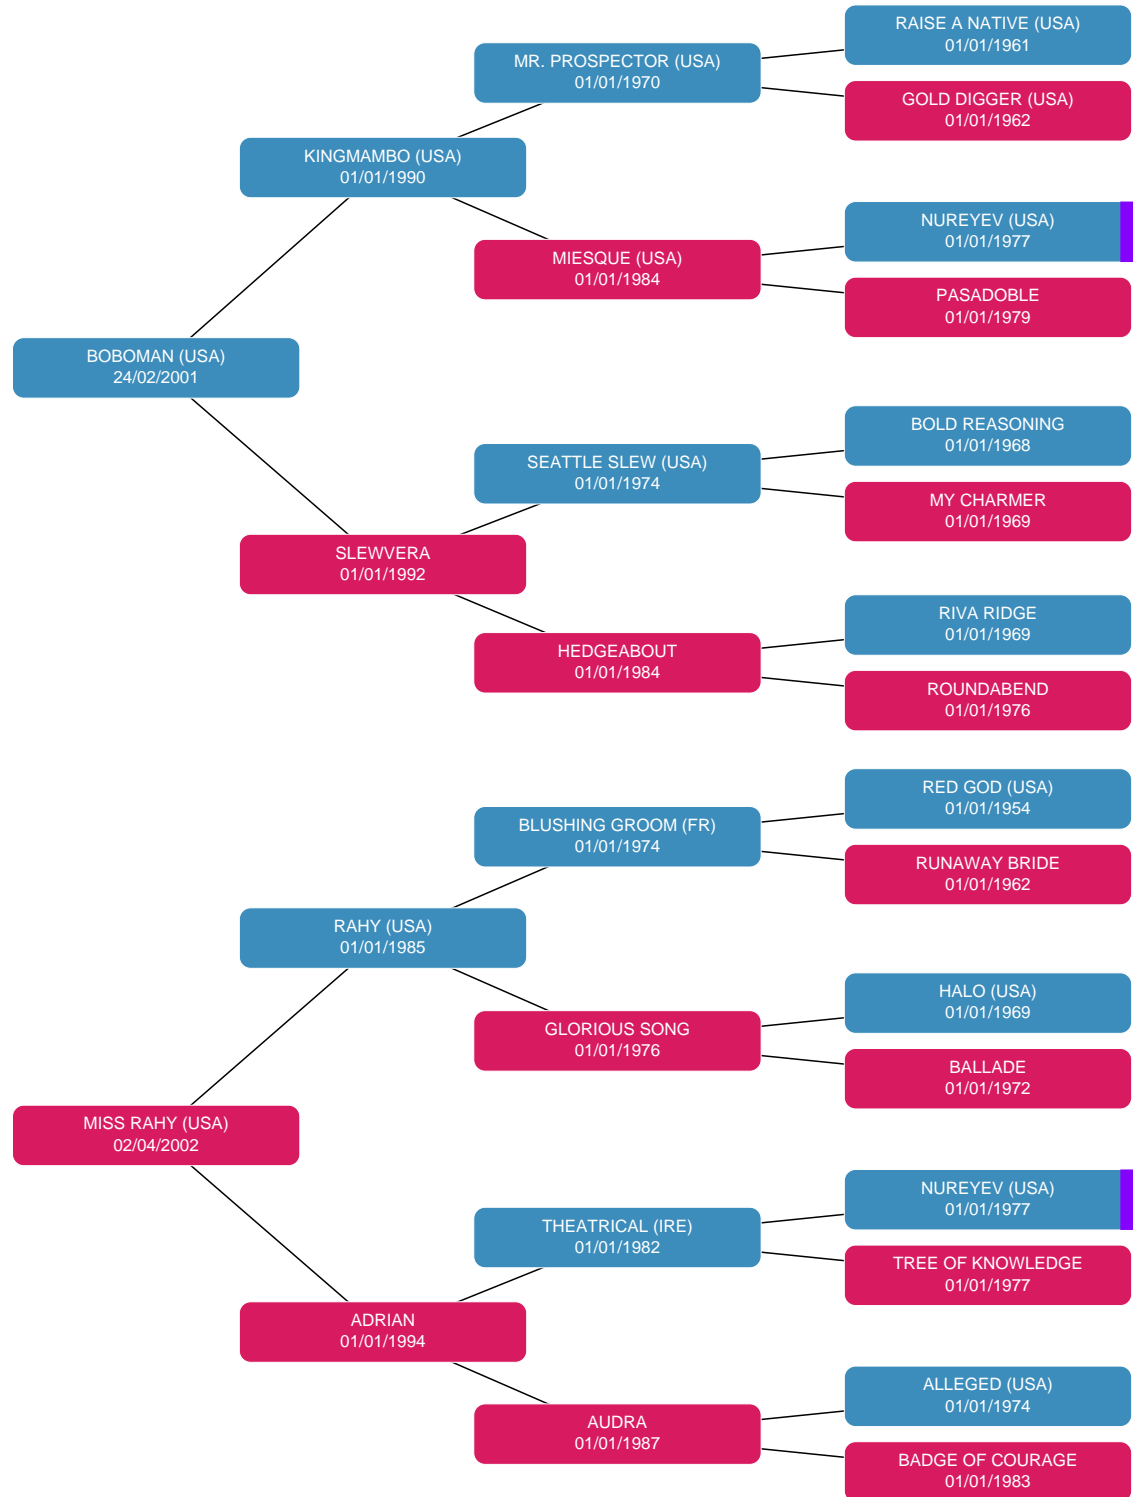 RAISE A NATIVE (USA)
01/01/1961
MR. PROSPECTOR (USA)
01/01/1970
GOLD DIGGER (USA)
01/01/1962
KINGMAMBO (USA)
01/01/1990
NUREYEV (USA)
01/01/1977
MIESQUE (USA)
01/01/1984
PASADOBLE
01/01/1979
BOBOMAN (USA)
24/02/2001
BOLD REASONING
01/01/1968
SEATTLE SLEW (USA)
01/01/1974
MY CHARMER
01/01/1969
SLEWVERA
01/01/1992
RIVA RIDGE
01/01/1969
HEDGEABOUT
01/01/1984
ROUNDABEND
01/01/1976
RED GOD (USA)
01/01/1954
BLUSHING GROOM (FR)
01/01/1974
RUNAWAY BRIDE
01/01/1962
RAHY (USA)
01/01/1985
HALO (USA)
01/01/1969
GLORIOUS SONG
01/01/1976
BALLADE
01/01/1972
MISS RAHY (USA)
02/04/2002
NUREYEV (USA)
01/01/1977
THEATRICAL (IRE)
01/01/1982
TREE OF KNOWLEDGE
01/01/1977
ADRIAN
01/01/1994
ALLEGED (USA)
01/01/1974
AUDRA
01/01/1987
BADGE OF COURAGE
01/01/1983